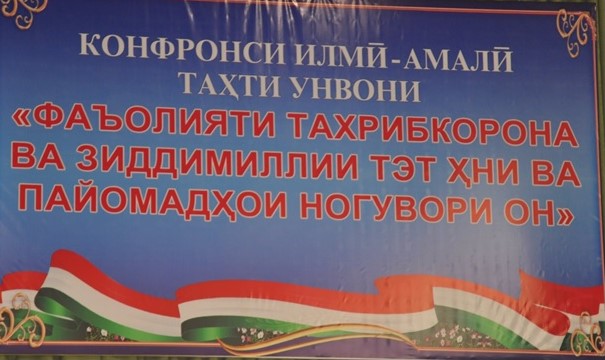 КОНФРОНСИ ИЛМӢ-АМАЛӢ
ТАҲТИ УНВОНИ
«ФАЪОЛИЯТИ ТАХРИБКОРОНА
ВА ЗИДДИМИЛЛИИ ТЭТ ҲНИ ВА
ПАЙОМАДҲОИ НОГУВОРИ ОН»